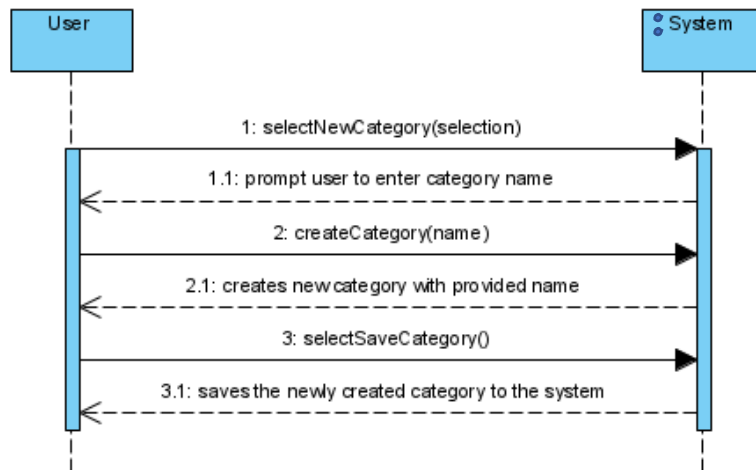 User
System
1: selectNewCategory(selection)
1.1: prompt user to enter category name
2: createCategory(name)
2.1: creates new category with provided name
3: selectSaveCategory()
3.1: saves the newly created category to the system